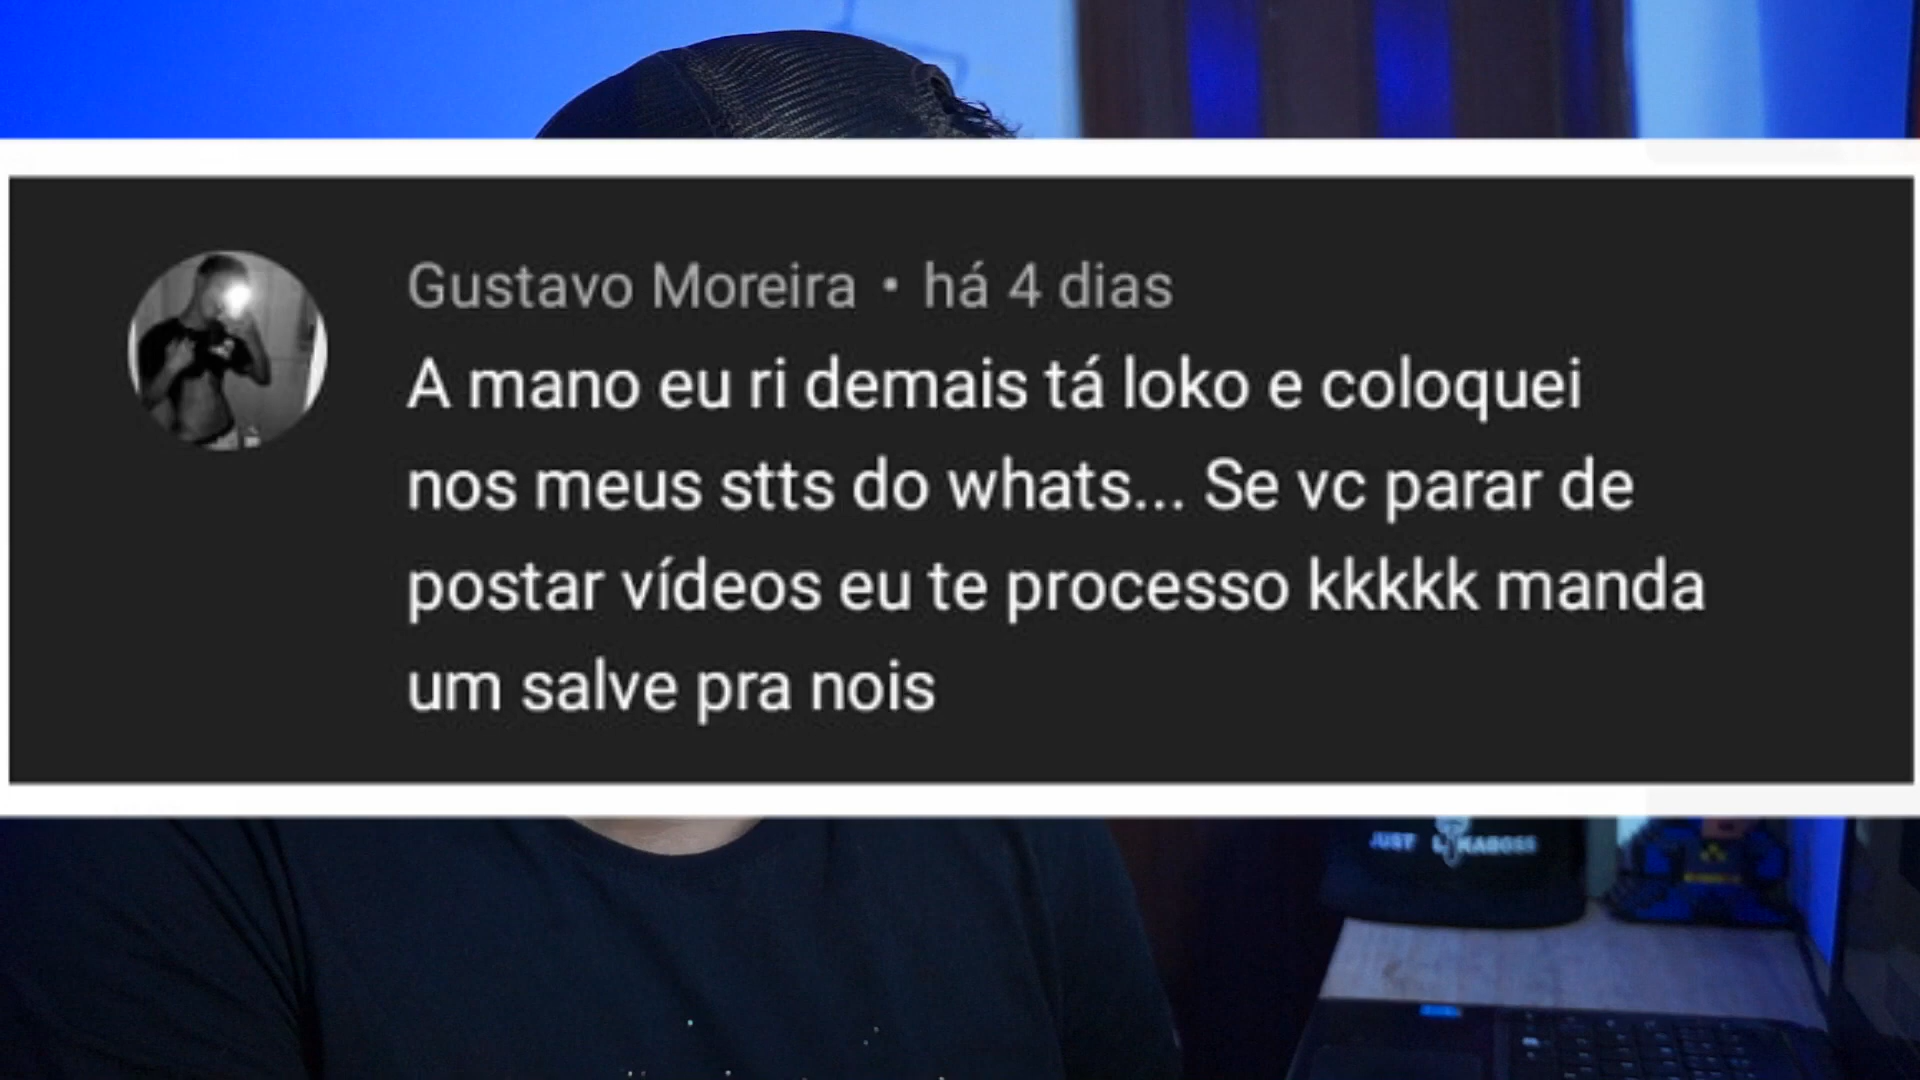 Gustavo Moreira • há 4 dias
A mano eu ri demais tá loko e coloquei
nos meus stts do whats... Se vc parar de
postar vídeos eu te processo kkkkk manda
um salve pra nois
JUST